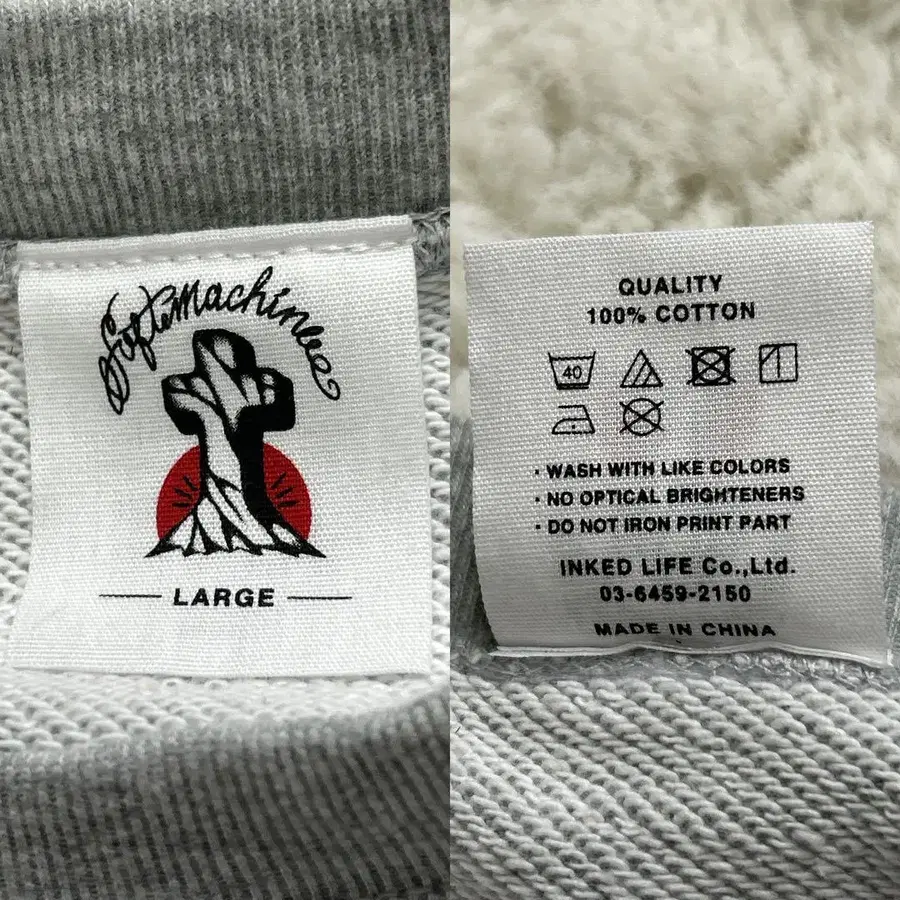 SoftMachine
LARGE
QUALITY
100% COTTON
40
· WASH WITH LIKE COLORS
· NO OPTICAL BRIGHTENERS
· DO NOT IRON PRINT PART
INKED LiFE Co.,Ltd.
03-6459-2150
MADE IN CHINA